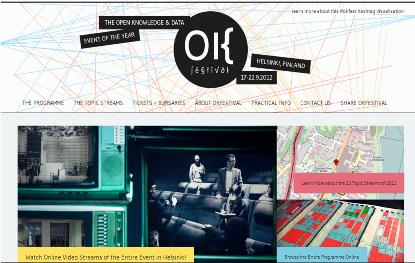 learn more about this #okfest hashtag visualisation
THE OPEN KNOWLEDGE & DATA
EVENT OF THE YEAR
OK
festival
HELSINKI, FINLAND
17-22.9.2012
THE PROGRAMME THE TOPIC STREAMS TICKETS + BURSARIES ABOUT OKFESTIVAL PRACTICAL INFO CONTACT US SHARE OKFESTIVAL
Learn More about the 13 Topic Streams of 2012
Watch Online Video Streams of the Entire Event in Helsinki!
Browse the Entire Programme Online